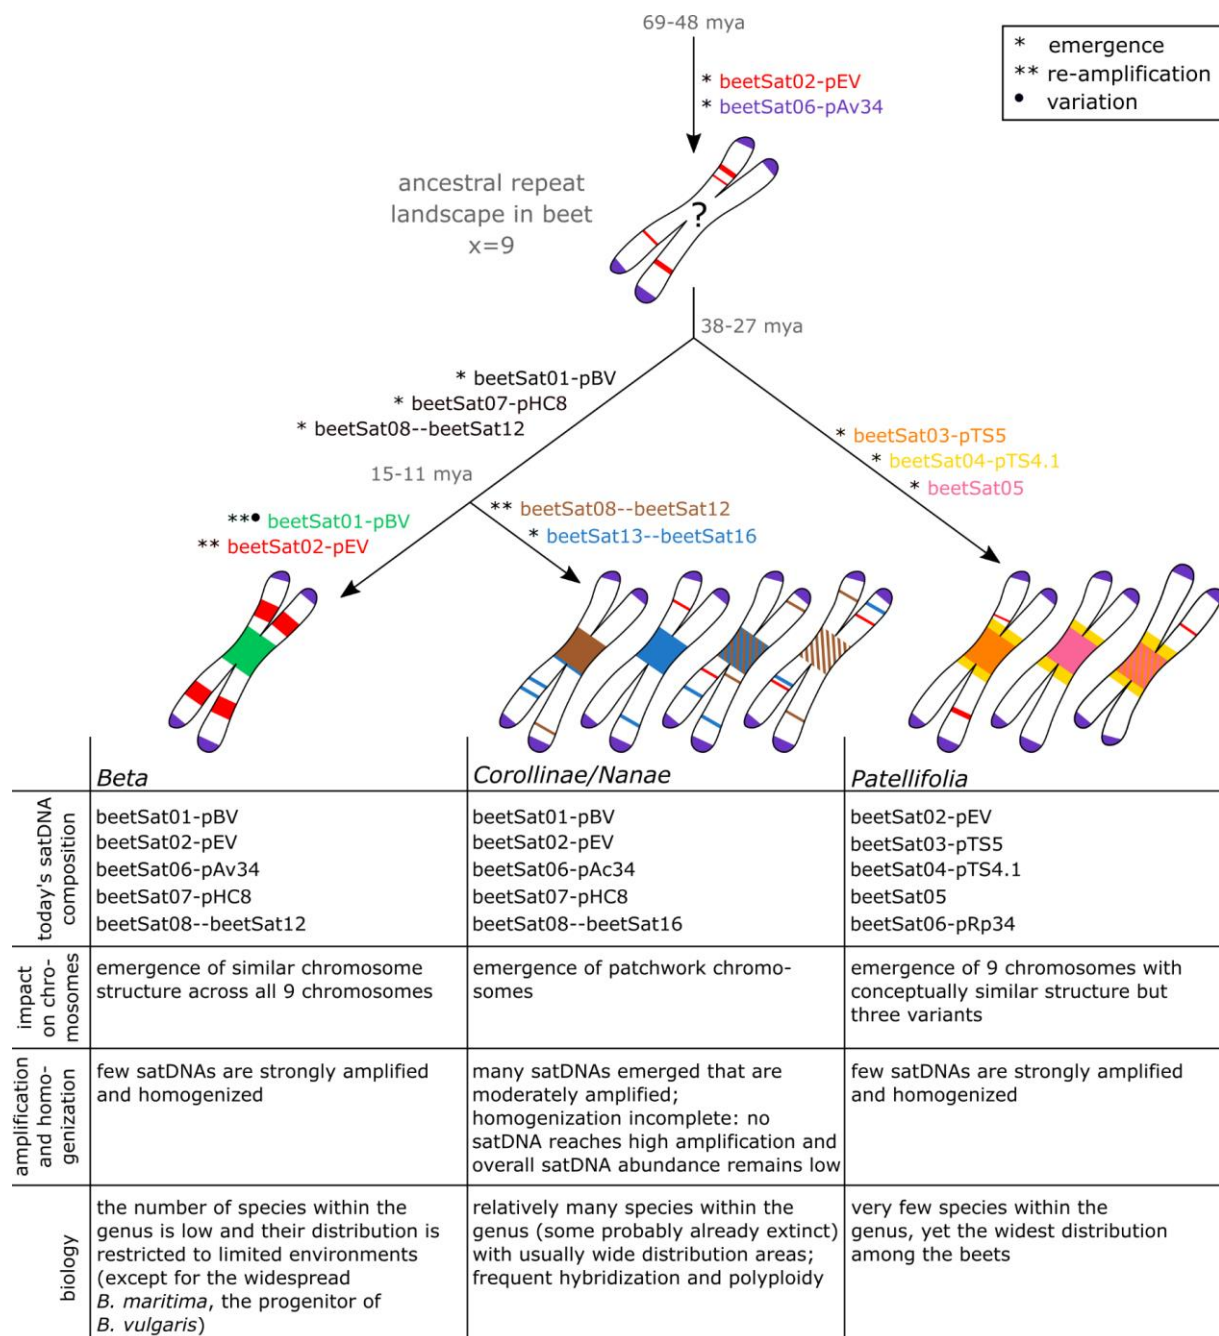 69-48 mya
* emergence
** re-amplification
• variation
* beetSat02-pEV
* beetSat06-pAv34
ancestral repeat
landscape in beet
x=9
?
38-27 mya
* beetSat01-pBV
* beetSat07-pHC8
* beetSat08--beetSat12
* beetSat03-pTS5
* beetSat04-pTS4.1
* beetSat05
15-11 mya
**• beetSat01-pBV
** beetSat02-pEV
** beetSat08--beetSat12
* beetSat13--beetSat16
Beta
Corollinae/Nanae
Patellifolia
today's satDNA
composition
beetSat01-pBV
beetSat02-pEV
beetSat06-pAv34
beetSat07-pHC8
beetSat08--beetSat12
beetSat01-pBV
beetSat02-pEV
beetSat06-pAc34
beetSat07-pHC8
beetSat08--beetSat16
beetSat02-pEV
beetSat03-pTS5
beetSat04-pTS4.1
beetSat05
beetSat06-pRp34
impact
on chro-
mosomes
emergence of similar chromosome
structure across all 9 chromosomes
emergence of patchwork chromo-
somes
emergence of 9 chromosomes with
conceptually similar structure but
three variants
amplification
and homo-
genization
few satDNAs are strongly amplified
and homogenized
many satDNAs emerged that are
moderately amplified;
homogenization incomplete: no
satDNA reaches high amplification and
overall satDNA abundance remains low
few satDNAs are strongly amplified
and homogenized
biology
the number of species within the
genus is low and their distribution is
restricted to limited environments
(except for the widespread
B. maritima, the progenitor of
B. vulgaris)
relatively many species within the
genus (some probably already extinct)
with usually wide distribution areas;
frequent hybridization and polyploidy
very few species within the
genus, yet the widest distribution
among the beets